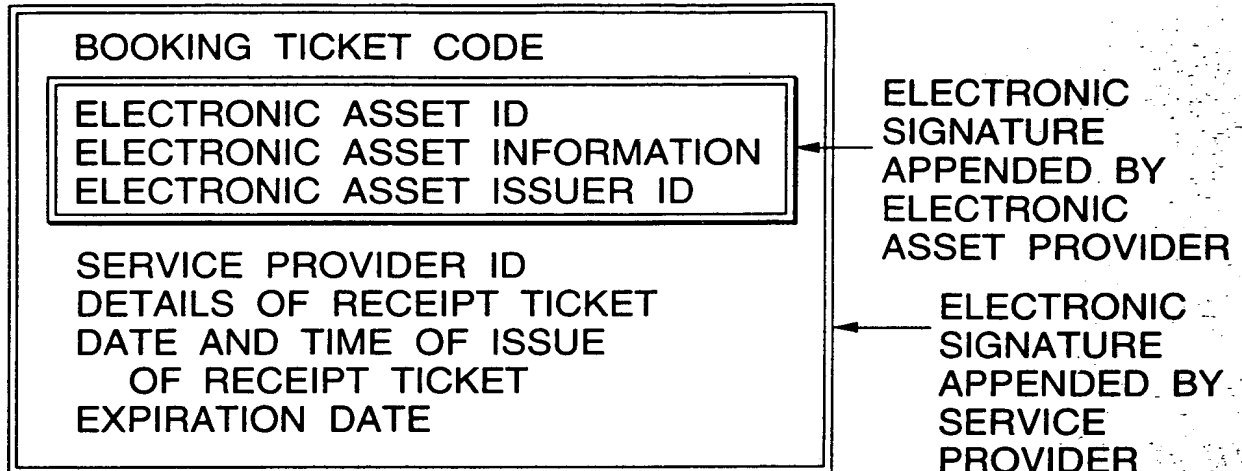 BOOKING TICKET CODE
ELECTRONIC ASSET ID
ELECTRONIC ASSET INFORMATION
ELECTRONIC ASSET ISSUER ID
SERVICE PROVIDER ID
DETAILS OF RECEIPT TICKET
DATE AND TIME OF ISSUE
OF RECEIPT TICKET
EXPIRATION DATE
ELECTRONIC
SIGNATURE
APPENDED BY
ELECTRONIC
ASSET PROVIDER
ELECTRONIC
SIGNATURE
APPENDED BY
SERVICE
PROVIDER